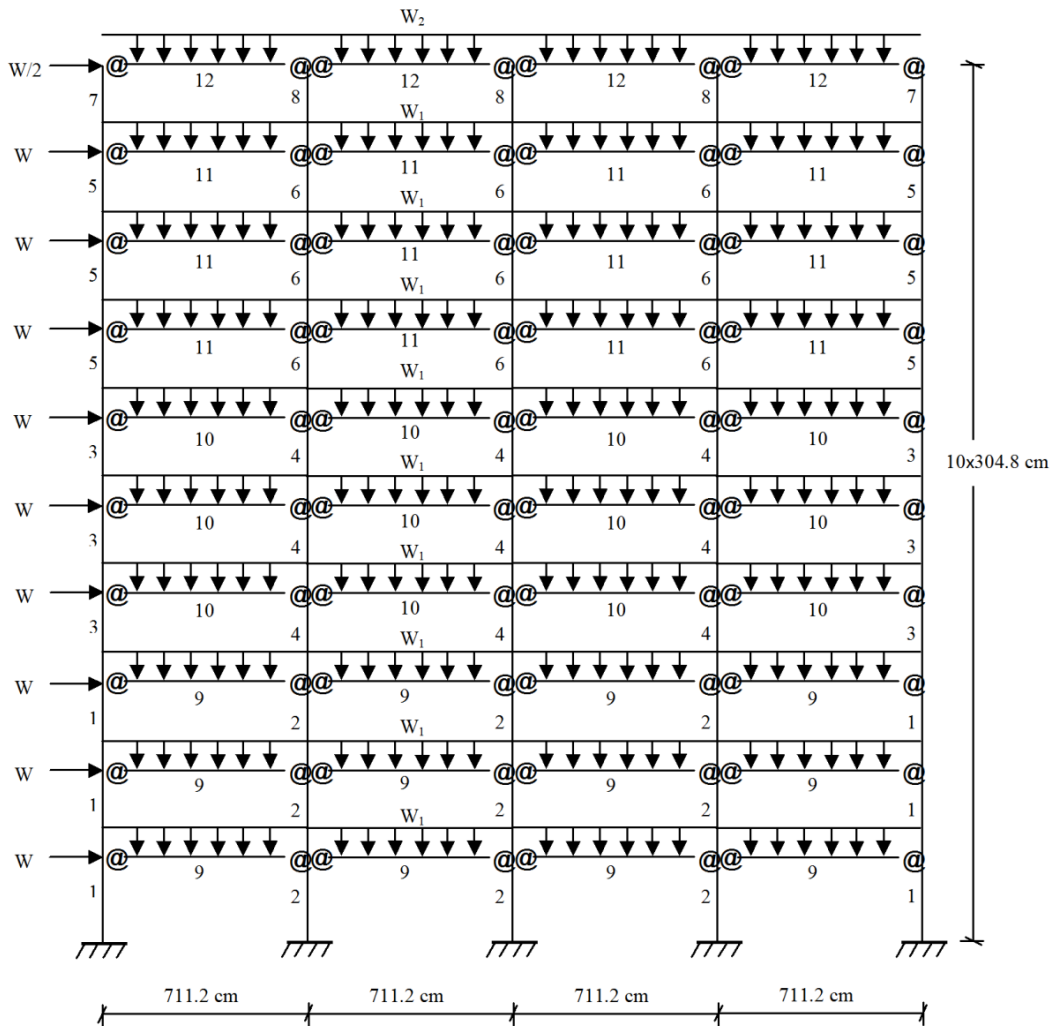 W₂
W/2 @ @@ @@ @@ @
12 12 12 12
7 8 8 8 7
W₁
W @ @@ @@ @@ @
11 11 11 11
5 6 6 6 5
W₁
W @ @@ @@ @@ @
11 11 11 11
5 6 6 6 5
W₁
W @ @@ @@ @@ @
11 11 11 11
5 6 6 6 5
W₁
W @ @@ @@ @@ @
10 10 10 10
3 4 4 4 3
W₁ 10x304.8 cm
W @ @@ @@ @@ @
10 10 10 10
3 4 4 4 3
W₁
W @ @@ @@ @@ @
10 10 10 10
3 4 4 4 3
W₁
W @ @@ @@ @@ @
9 9 9 9
1 2 2 2 1
W₁
W @ @@ @@ @@ @
9 9 9 9
1 2 2 2 1
W₁
W @ @@ @@ @@ @
9 9 9 9
1 2 2 2 1
711.2 cm 711.2 cm 711.2 cm 711.2 cm